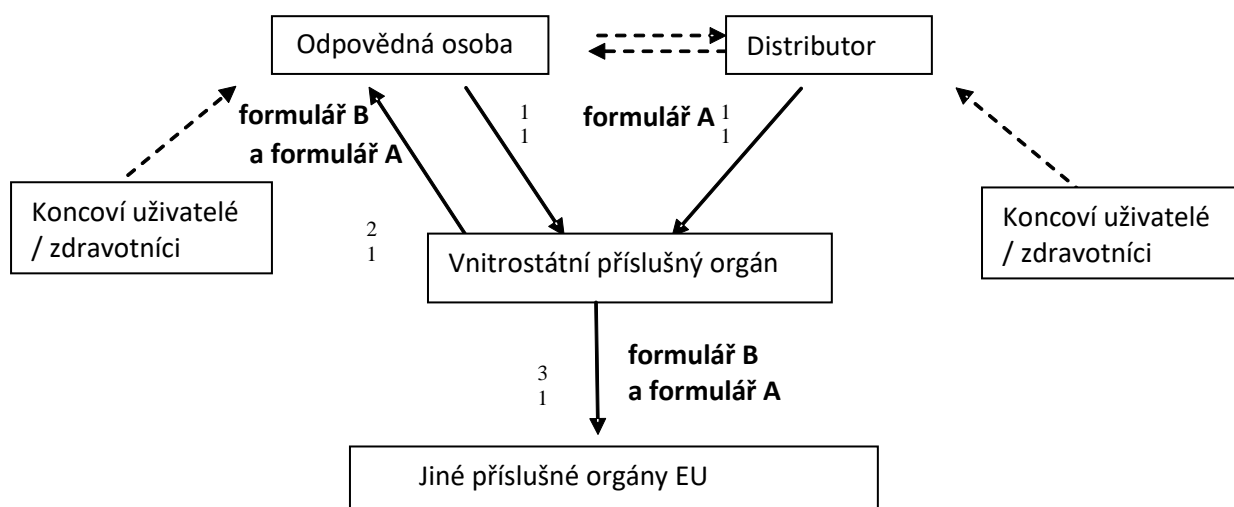 Odpovědná osoba
Distributor
formulář B
a formulář A
1
1
formulář A
1
1
Koncoví uživatelé
/ zdravotníci
2
1
Vnitrostátní příslušný orgán
Koncoví uživatelé
/ zdravotníci
3
1
formulář B
a formulář A
Jiné příslušné orgány EU